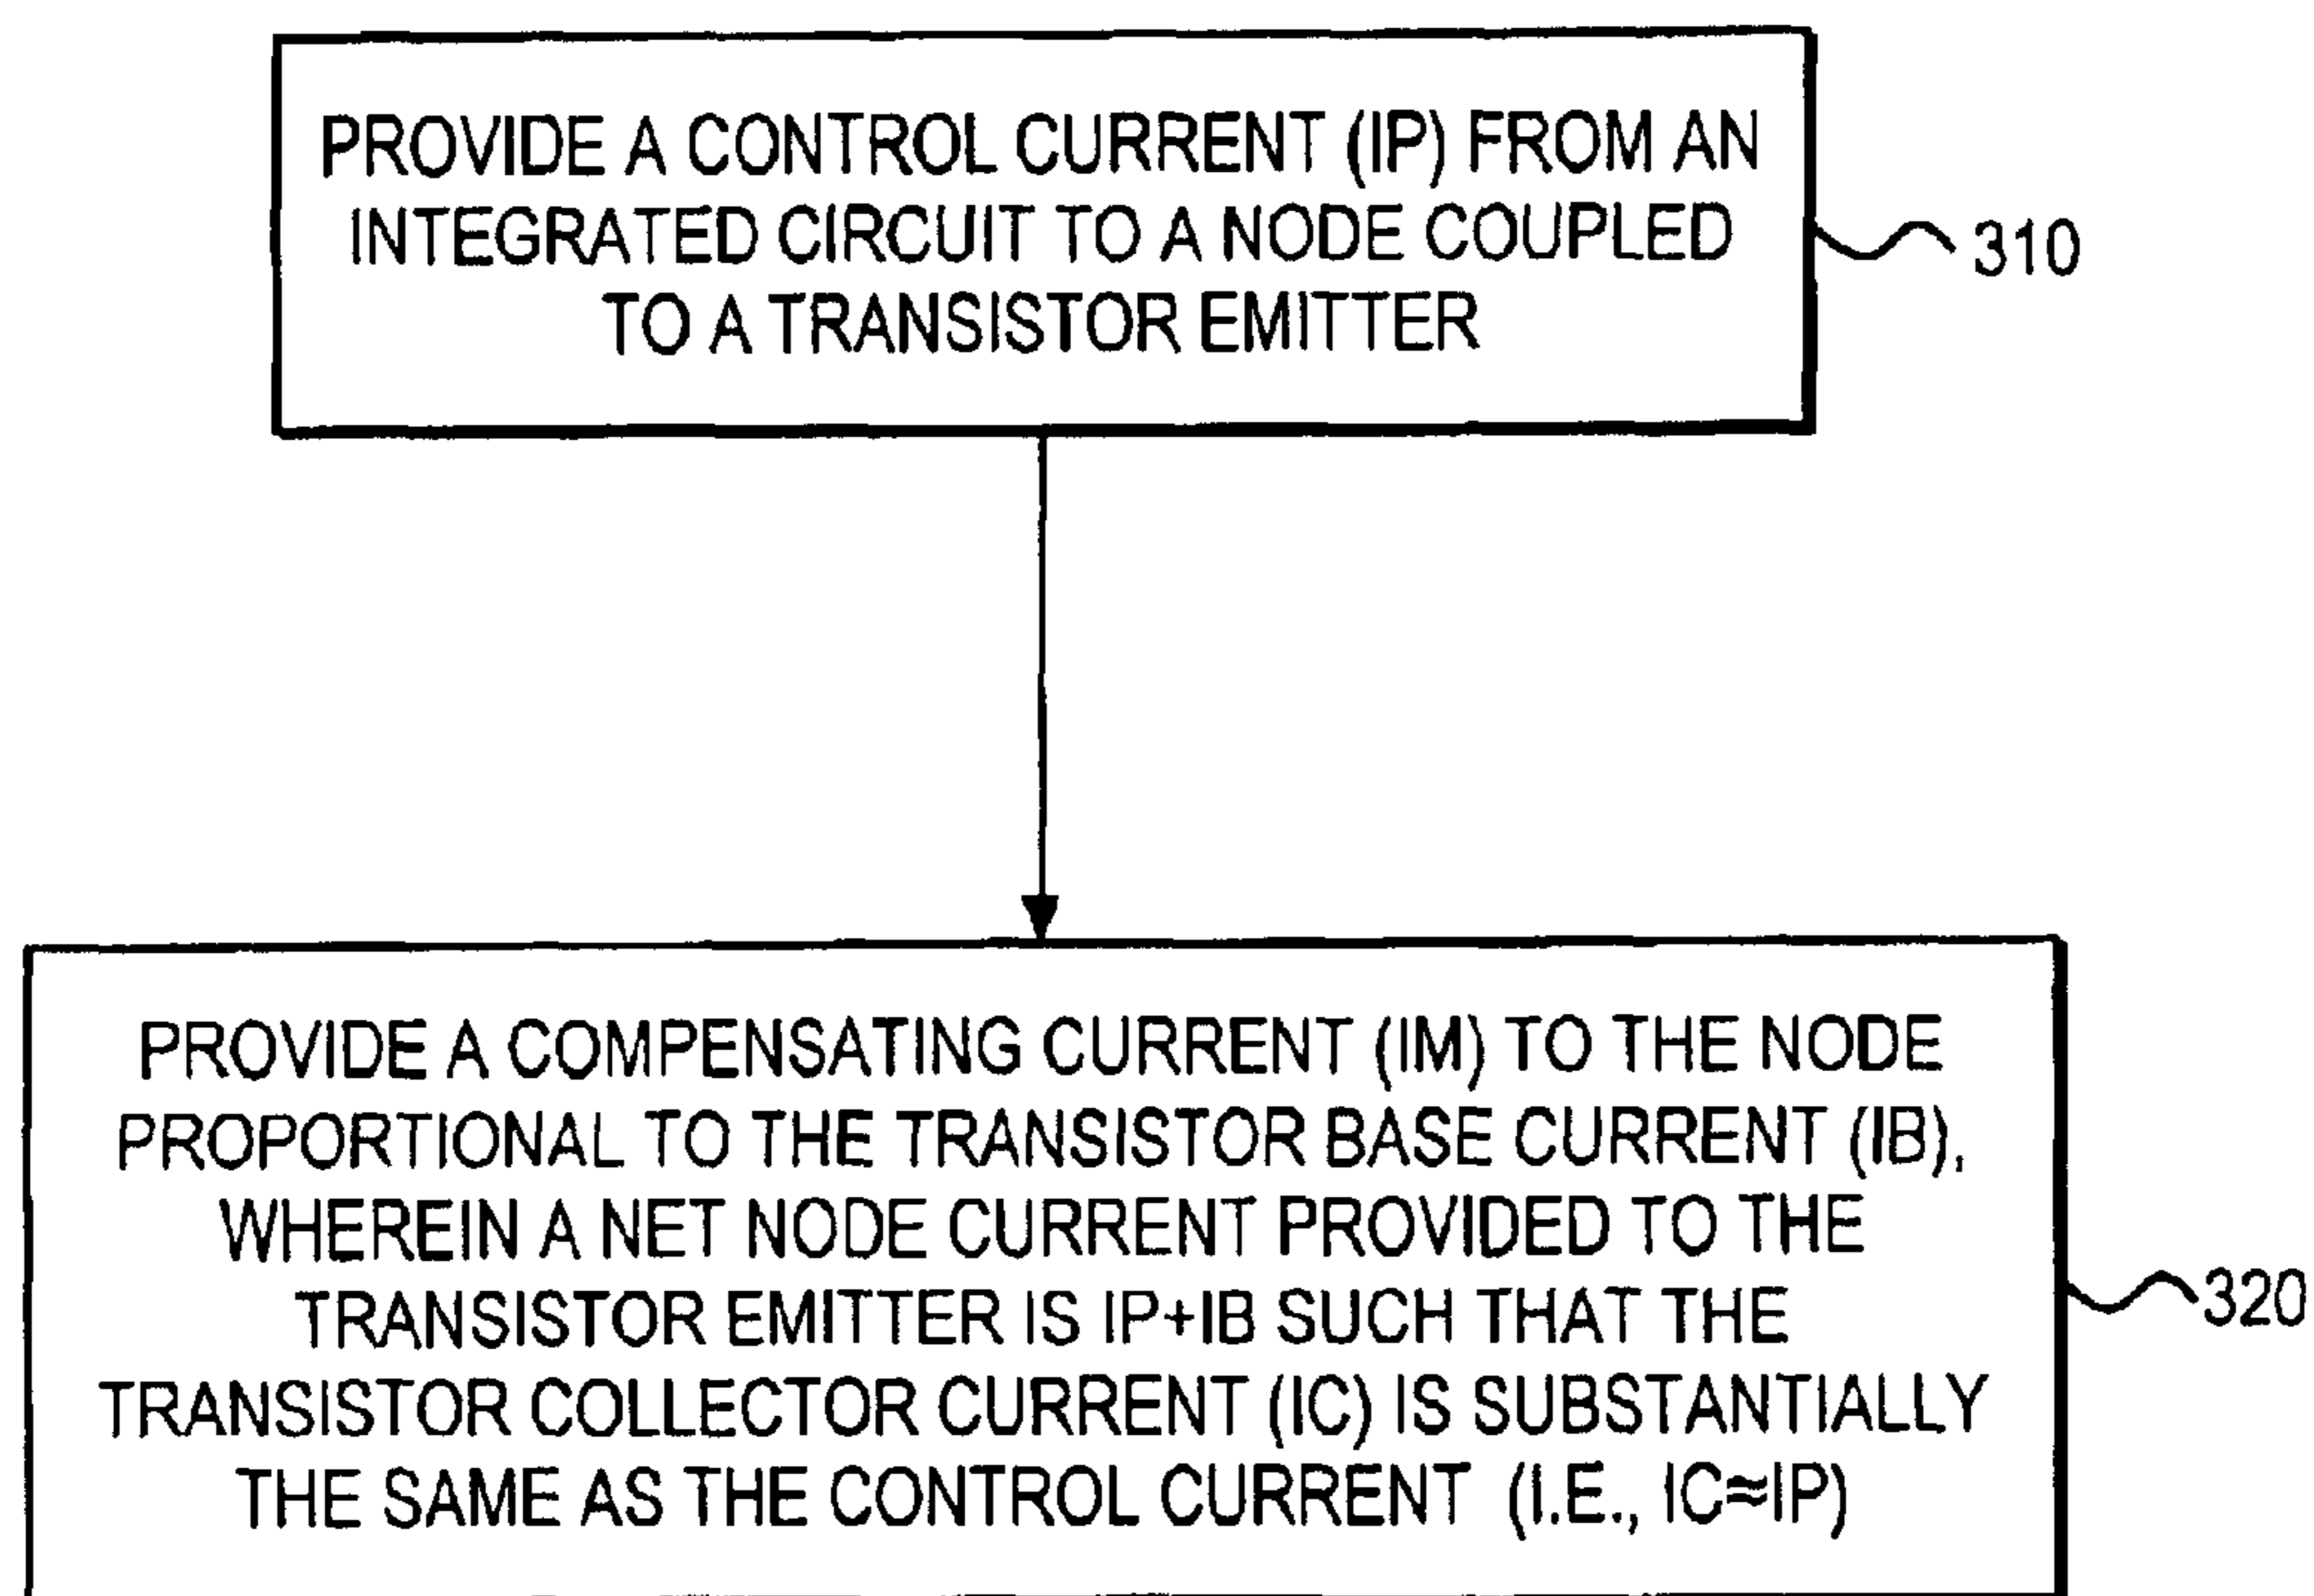 PROVIDE A CONTROL CURRENT (IP) FROM AN
INTEGRATED CIRCUIT TO A NODE COUPLED
TO A TRANSISTOR EMITTER
310
PROVIDE A COMPENSATING CURRENT (IM) TO THE NODE
PROPORTIONAL TO THE TRANSISTOR BASE CURRENT (IB),
WHEREIN A NET NODE CURRENT PROVIDED TO THE
TRANSISTOR EMITTER IS IP+IB SUCH THAT THE
TRANSISTOR COLLECTOR CURRENT (IC) IS SUBSTANTIALLY
THE SAME AS THE CONTROL CURRENT (I.E., IC≈IP)
320